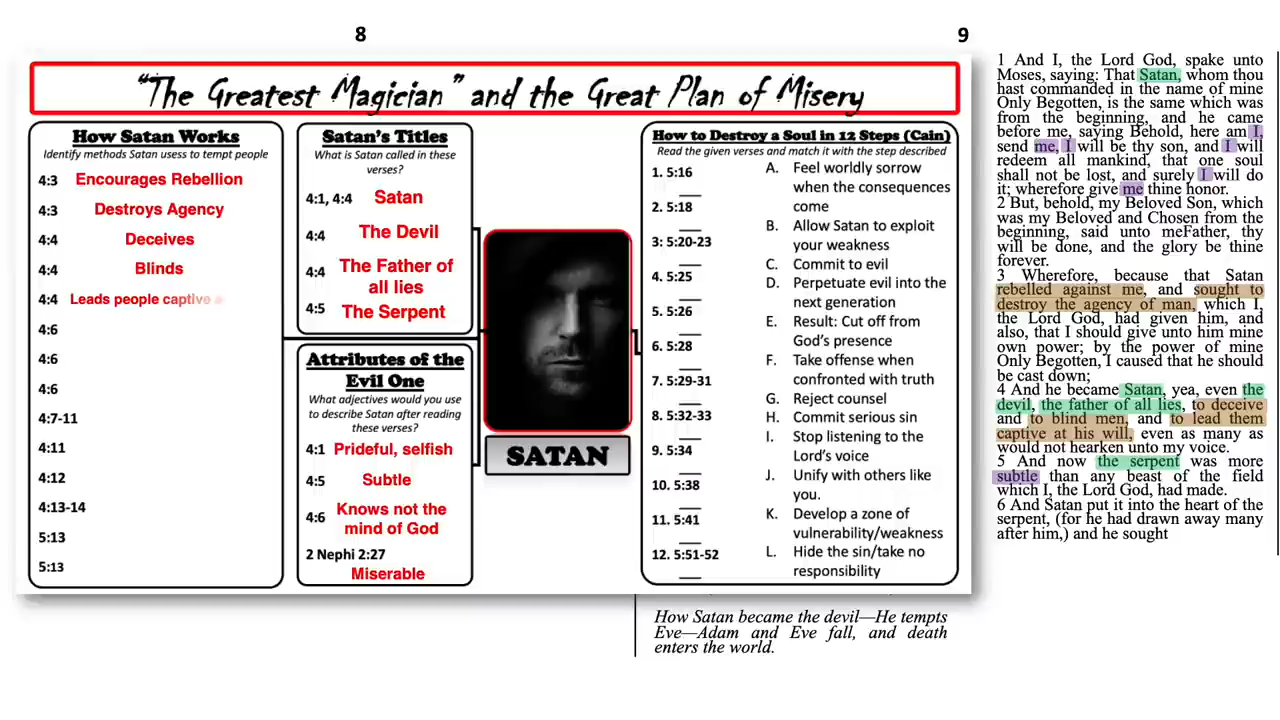 8
9
"The Greatest Magician" and the Great Plan of Misery
How Satan Works
Identify methods Satan usess to tempt people
4:3 Encourages Rebellion
4:3 Destroys Agency
4:4 Deceives
4:4 Blinds
4:4 Leads people captive
4:6
4:6
4:6
4:7-11
4:11
4:12
4:13-14
5:13
5:13
Satan's Titles
What is Satan called in these
verses?
4:1, 4:4 Satan
4:4 The Devil
4:4 The Father of
all lies
4:5 The Serpent
Attributes of the
Evil One
What adjectives would you use
to describe Satan after reading
these verses?
4:1 Prideful, selfish
4:5 Subtle
4:6 Knows not the
mind of God
2 Nephi 2:27
Miserable
SATAN
How to Destroy a Soul in 12 Steps (Cain)
Read the given verses and match it with the step described
1. 5:16
__
2. 5:18
__
3: 5:20-23
__
4. 5:25
__
5. 5:26
__
6. 5:28
__
7. 5:29-31
__
8. 5:32-33
__
9. 5:34
__
10. 5:38
__
11. 5:41
__
12. 5:51-52
__
A. Feel worldly sorrow
when the consequences
come
B. Allow Satan to exploit
your weakness
C. Commit to evil
D. Perpetuate evil into the
next generation
E. Result: Cut off from
God's presence
F. Take offense when
confronted with truth
G. Reject counsel
H. Commit serious sin
I. Stop listening to the
Lord's voice
J. Unify with others like
you.
K. Develop a zone of
vulnerability/weakness
L. Hide the sin/take no
responsibility
How Satan became the devil—He tempts
Eve—Adam and Eve fall, and death
enters the world.
1 And I, the Lord God, spake unto
Moses, saying: That Satan, whom thou
hast commanded in the name of mine
Only Begotten, is the same which was
from the beginning, and he came
before me, saying Behold, here am I,
send me, I will be thy son, and I will
redeem all mankind, that one soul
shall not be lost, and surely I will do
it; wherefore give me thine honor.
2 But, behold, my Beloved Son, which
was my Beloved and Chosen from the
beginning, said unto meFather, thy
will be done, and the glory be thine
forever.
3 Wherefore, because that Satan
rebelled against me, and sought to
destroy the agency of man, which I,
the Lord God, had given him, and
also, that I should give unto him mine
own power; by the power of mine
Only Begotten, I caused that he should
be cast down;
4 And he became Satan, yea, even the
devil, the father of all lies, to deceive
and to blind men, and to lead them
captive at his will, even as many as
would not hearken unto my voice.
5 And now the serpent was more
subtle than any beast of the field
which I, the Lord God, had made.
6 And Satan put it into the heart of the
serpent, (for he had drawn away many
after him,) and he sought